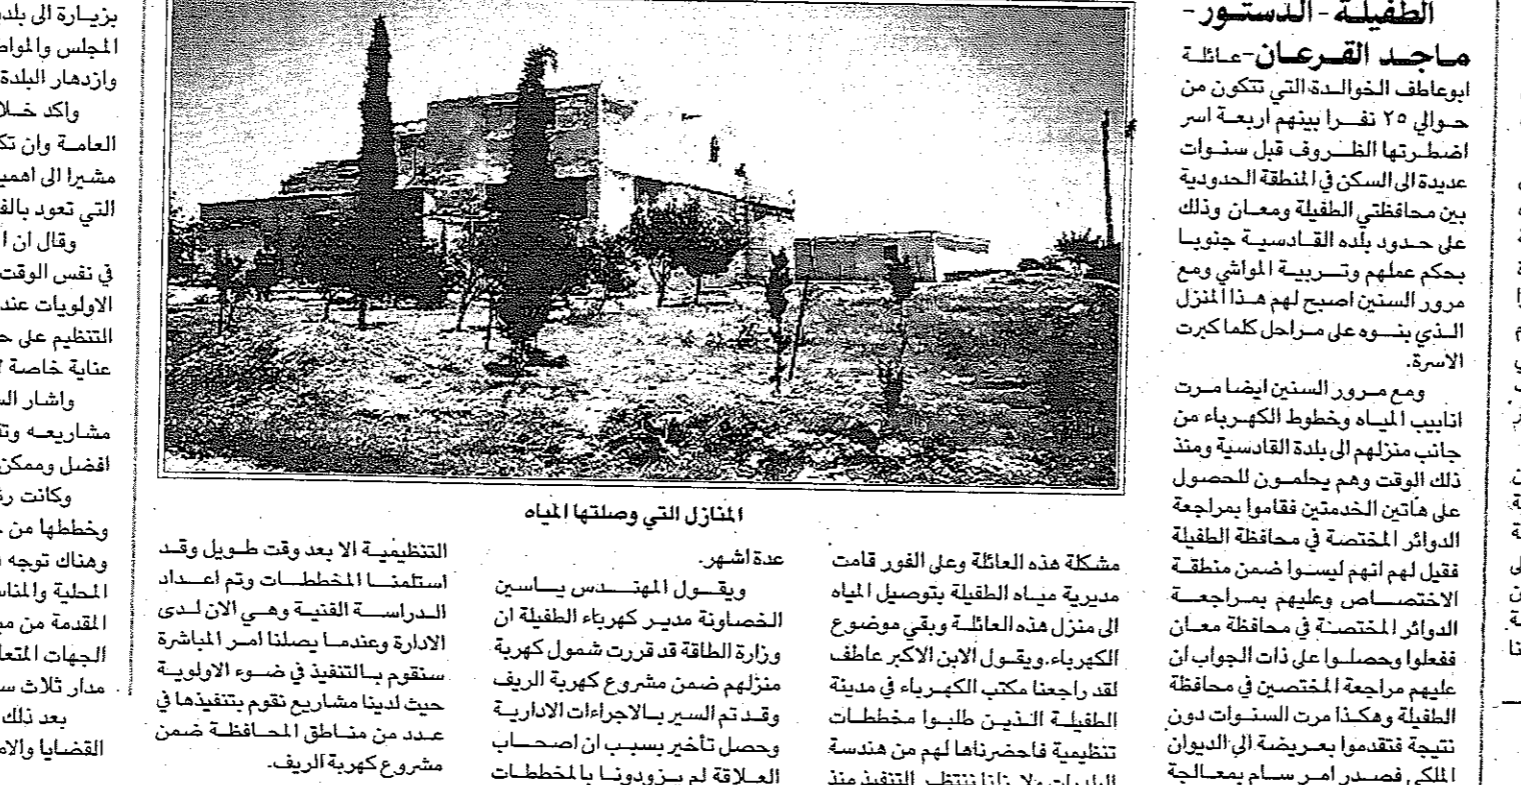 الطفيلة - الدستور -
ماجد القرعان - عائلة
ابوعاطف الخوالدة التي تتكون من
حوالي ٢٥ نفرا بينهم اربعة اسر
اضطرتها الظروف قبل سنوات
عديدة الى السكن في المنطقة الحدودية
بين محافظتي الطفيلة ومعان وذلك
على حدود بلده القادسية جنوبا
بحكم عملهم وتربية المواشي ومع
مرور السنين اصبح لهم هذا المنزل
الذي بنوه على مراحل كلما كبرت
الاسرة.
ومع مرور السنين ايضا مرت
انابيب المياه وخطوط الكهرباء من
جانب منزلهم الى بلدة القادسية ومنذ
ذلك الوقت وهم يحلمون للحصول
على هاتين الخدمتين فقاموا بمراجعة
الدوائر المختصة في محافظة الطفيلة
فقيل لهم انهم ليسوا ضمن منطقة
الاختصاص وعليهم بمراجعة
الدوائر المختصة في محافظة معان
ففعلوا وحصلوا على ذات الجواب ان
عليهم مراجعة المختصين في محافظة
الطفيلة وهكذا مرت السنوات دون
نتيجة فتقدموا بعريضة الى الديوان
الملكي فصدر امر سام بمعالجة
المنازل التي وصلتها المياه
مشكلة هذه العائلة وعلى الفور قامت
مديرية مياه الطفيلة بتوصيل المياه
الى منزل هذه العائلة وبقي موضوع
الكهرباء.ويقول الابن الاكبر عاطف
لقد راجعنا مكتب الكهرباء في مدينة
الطفيلة الذين طلبوا مخططات
تنظيمية فاحضرناها لهم من هندسة
البلديات ولا زلنا ننتظر التنفيذ منذ
عدة اشهر.
ويقول المهندس ياسين
الخصاونة مدير كهرباء الطفيلة ان
وزارة الطاقة قد قررت شمول كهربة
منزلهم ضمن مشروع كهربة الريف
وقد تم السير بالاجراءات الادارية
وحصل تأخير بسبب ان اصحاب
العلاقة لم يزودونا بالمخططات
التنظيمية الا بعد وقت طويل وقد
استلمنا المخططات وتم اعداد
الدراسة الفنية وهي الان لدى
الادارة وعندما يصلنا امر المباشرة
سنقوم بالتنفيذ في ضوء الاولوية
حيث لدينا مشاريع نقوم بتنفيذها في
عدد من مناطق المحافظة ضمن
مشروع كهربة الريف.
بزيارة الى
المجلس
وازدهار البلدة
واكد
العامة وان
مشيرا الى
التي تعود
وقال ان
في نفس الوقت
الاولويات
التنظيم على
عناية خاصة
واشار
مشاريعه
افضل وممكن
وكانت
وخططها من
وهناك توجه
المحلية
المقدمة من
الجهات
مدار ثلاث
بعد ذلك
القضايا